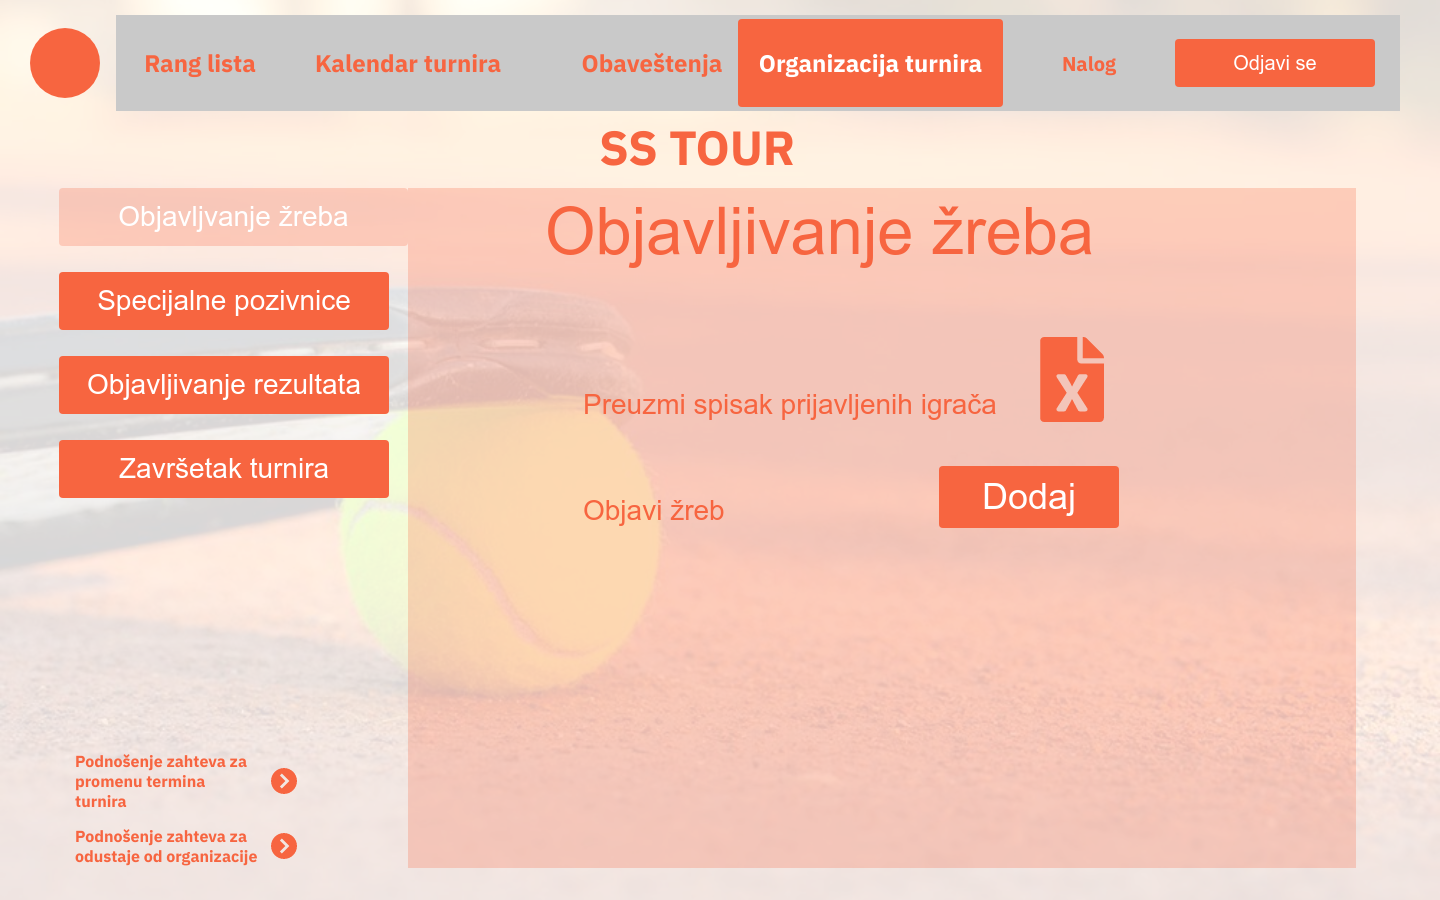 Rang lista
Kalendar turnira
Obaveštenja
Organizacija turnira
Nalog
Odjavi se
SS TOUR
Objavljvanje žreba
Specijalne pozivnice
Objavljivanje rezultata
Završetak turnira
Objavljivanje žreba
Preuzmi spisak prijavljenih igrača
X
Objavi žreb
Dodaj
Podnošenje zahteva za
promenu termina
turnira
Podnošenje zahteva za
odustaje od organizacije